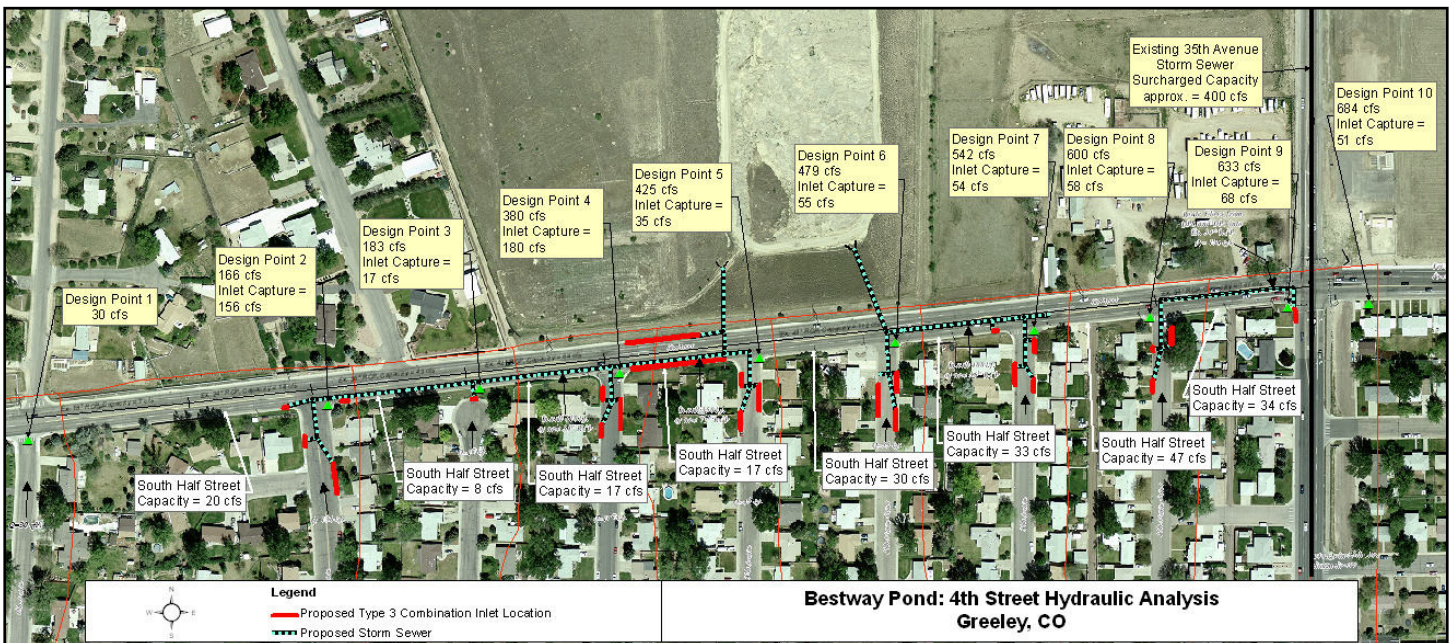 Design Point 1
30 cfs
Design Point 2
166 cfs
Inlet Capture =
156 cfs
Design Point 3
183 cfs
Inlet Capture =
17 cfs
Design Point 4
380 cfs
Inlet Capture =
180 cfs
Design Point 5
425 cfs
Inlet Capture =
35 cfs
Design Point 6
479 cfs
Inlet Capture =
55 cfs
Design Point 7
542 cfs
Inlet Capture =
54 cfs
Design Point 8
600 cfs
Inlet Capture =
58 cfs
Design Point 9
633 cfs
Inlet Capture =
68 cfs
Existing 35th Avenue
Storm Sewer
Surcharged Capacity
approx. = 400 cfs
Design Point 10
684 cfs
Inlet Capture =
51 cfs
South Half Street
Capacity = 20 cfs
South Half Street
Capacity = 8 cfs
South Half Street
Capacity = 17 cfs
South Half Street
Capacity = 17 cfs
South Half Street
Capacity = 30 cfs
South Half Street
Capacity = 33 cfs
South Half Street
Capacity = 47 cfs
South Half Street
Capacity = 34 cfs
N
W
E
S
Legend
Proposed Type 3 Combination Inlet Location
Proposed Storm Sewer
Bestway Pond: 4th Street Hydraulic Analysis
Greeley, CO